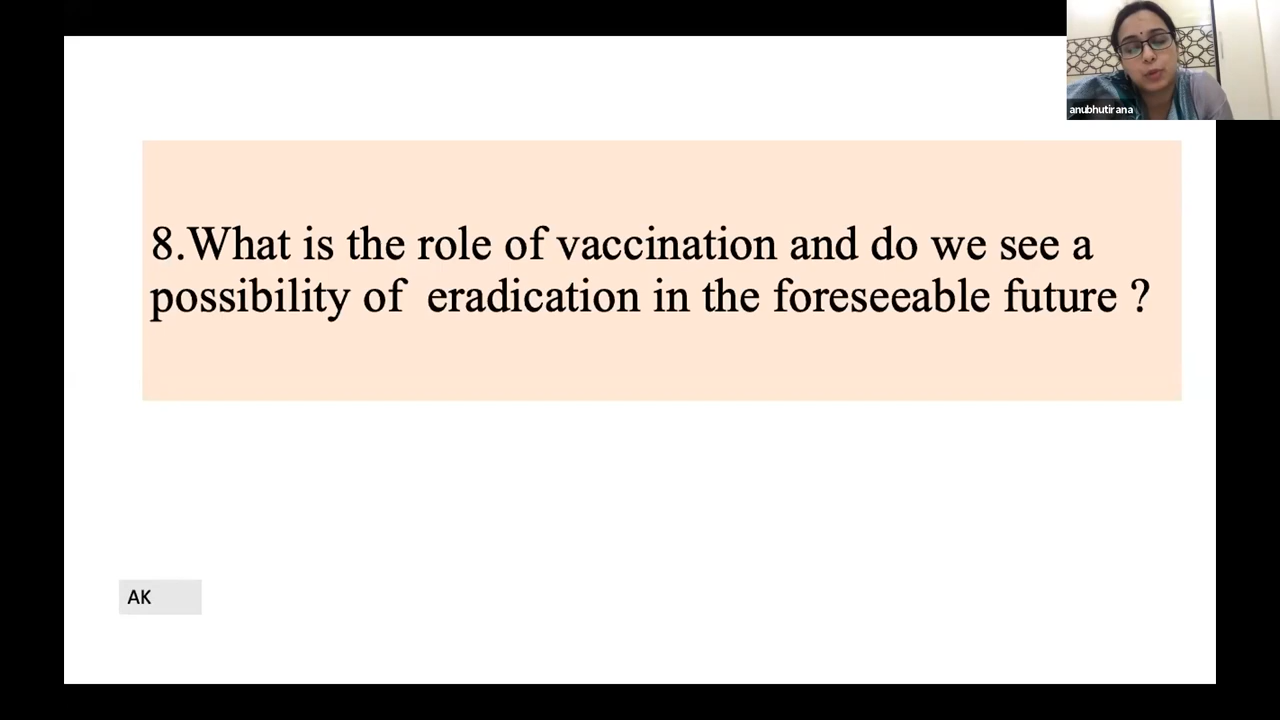 anubhutirana
8.What is the role of vaccination and do we see a
possibility of  eradication in the foreseeable future ?
AK